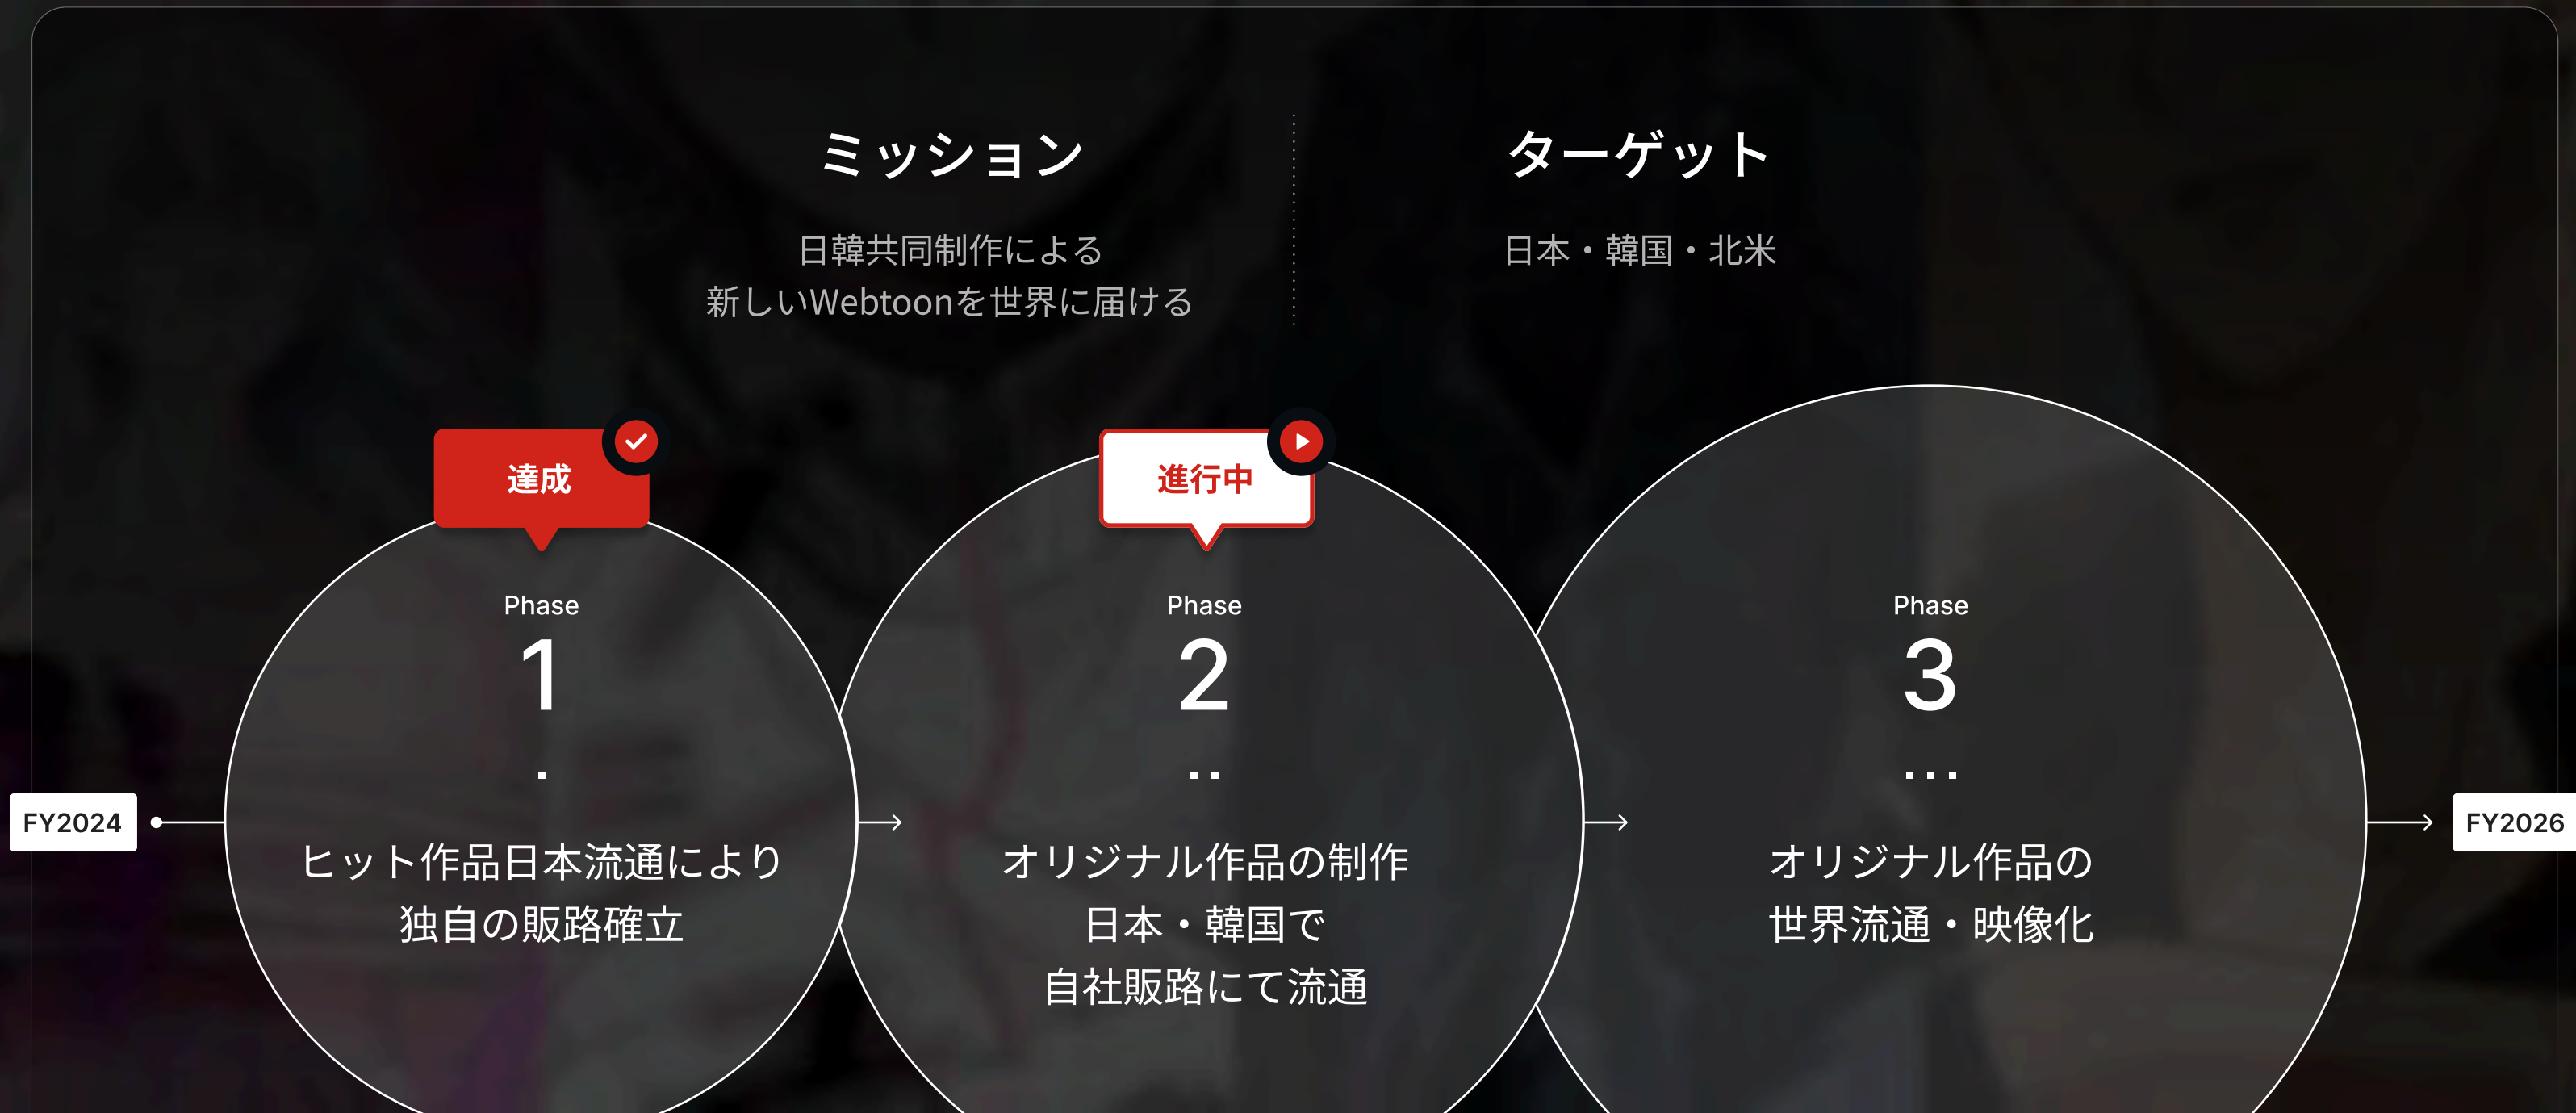 ミッション
日韓共同制作による
新しいWebtoonを世界に届ける
ターゲット
日本・韓国・北米
達成
Phase
1
ヒット作品日本流通により
独自の販路確立
進行中
Phase
2
オリジナル作品の制作
日本・韓国で
自社販路にて流通
Phase
3
オリジナル作品の
世界流通・映像化
FY2024
FY2026